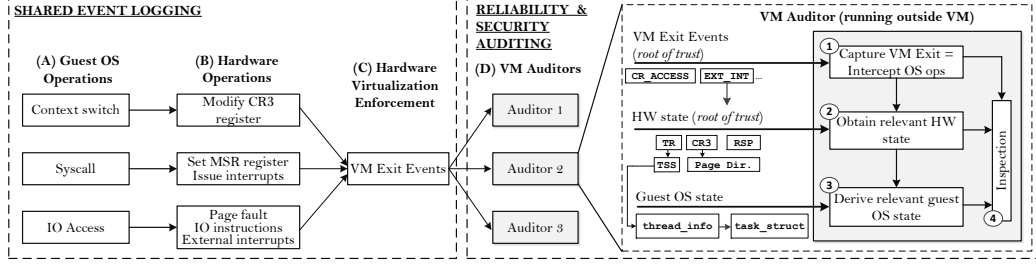 SHARED EVENT LOGGING
(A) Guest OS
Operations
(B) Hardware
Operations
(C) Hardware
Virtualization
Enforcement
Context switch
Modify CR3
register
Syscall
Set MSR register
Issue interrupts
VM Exit Events
IO Access
Page fault
IO instructions
External interrupts
RELIABILITY &
SECURITY
AUDITING
(D) VM Auditors
Auditor 1
Auditor 2
Auditor 3
VM Auditor (running outside VM)
VM Exit Events
(root of trust)
CR_ACCESS
EXT_INT
...
HW state (root of trust)
TR
CR3
RSP
TSS
Page Dir.
Guest OS state
thread_info
task_struct
1
Capture VM Exit =
Intercept OS ops
2
Obtain relevant HW
state
3
Derive relevant guest
OS state
Inspection
4